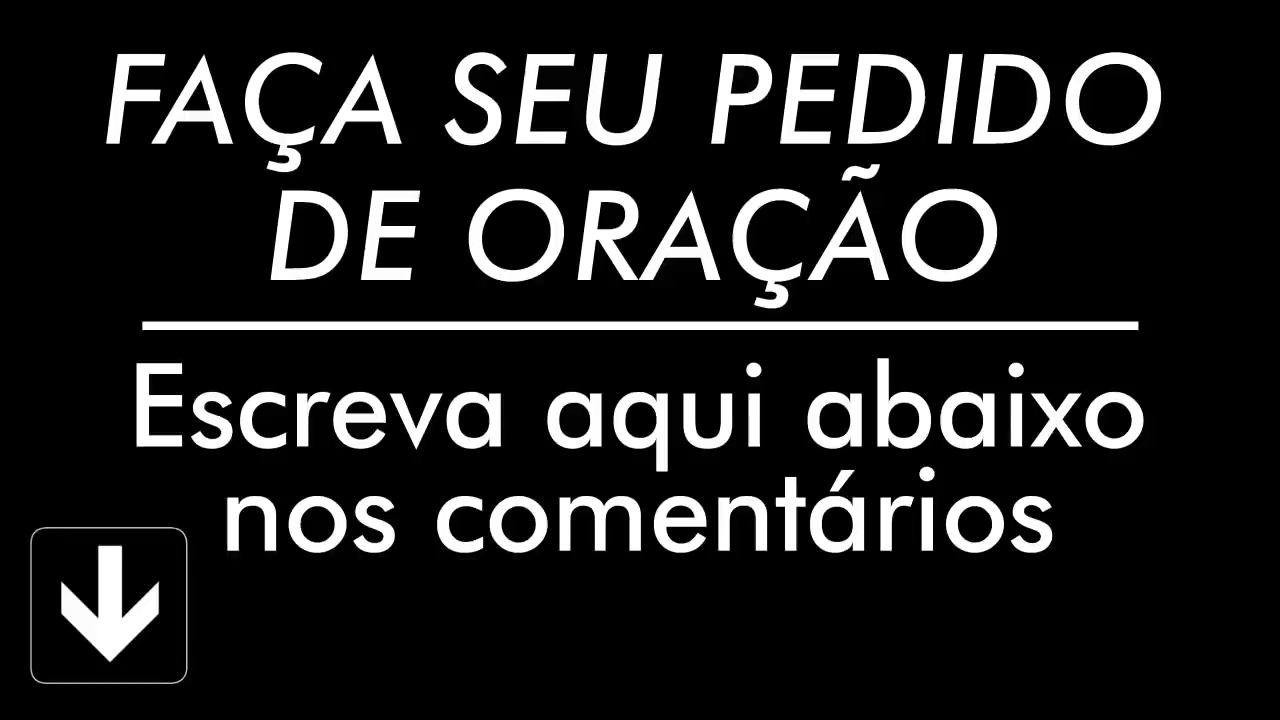 FAÇA SEU PEDIDO
DE ORAÇÃO
Escreva aqui abaixo
nos comentários